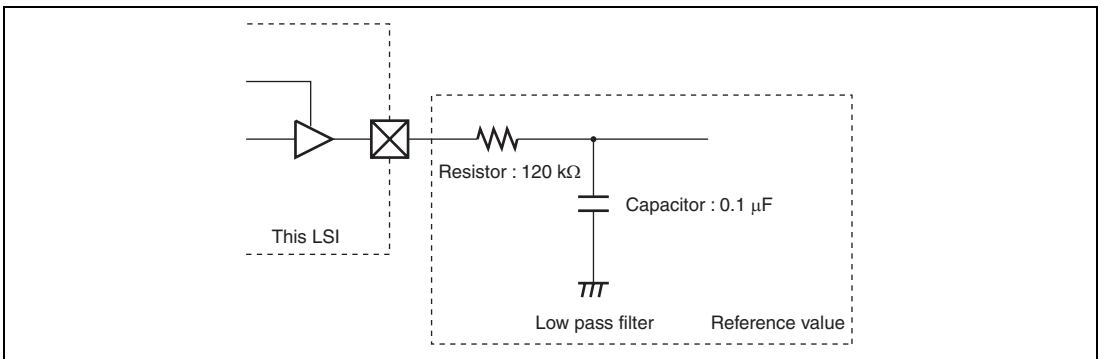 Resistor : 120 kΩ
Capacitor : 0.1 μF
This LSI
Low pass filter
Reference value